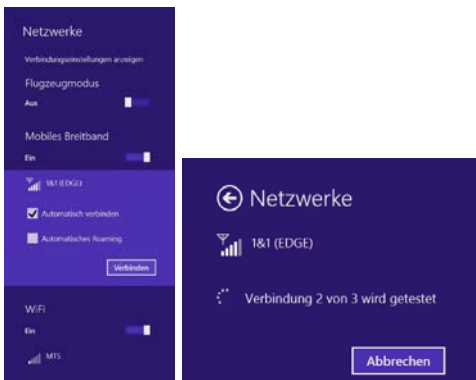 Netzwerke
Verbindungseinstellungen anzeigen
Flugzeugmodus
Aus
Mobiles Breitband
Ein
1&1 (EDGE)
Automatisch verbinden
Automatisches Roaming
Verbinden
WiFi
Ein
MTS
Netzwerke
1&1 (EDGE)
Verbindung 2 von 3 wird getestet
Abbrechen